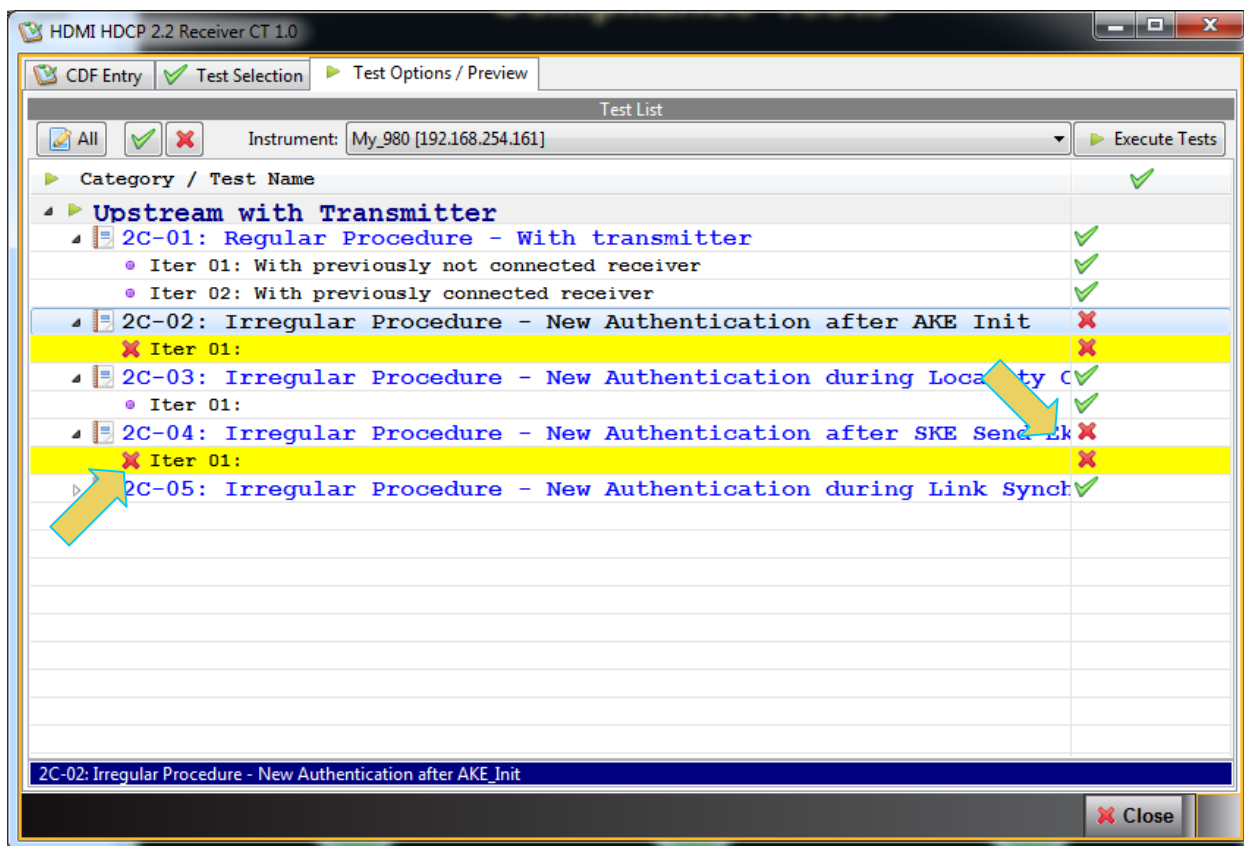 HDMI HDCP 2.2 Receiver CT 1.0
CDF Entry Test Selection Test Options / Preview
Test List
All Instrument: My_980 [192.168.254.161] Execute Tests
Category / Test Name
Upstream with Transmitter
2C-01: Regular Procedure - With transmitter
Iter 01: With previously not connected receiver
Iter 02: With previously connected receiver
2C-02: Irregular Procedure - New Authentication after AKE Init
Iter 01:
2C-03: Irregular Procedure - New Authentication during
Iter 01:
2C-04: Irregular Procedure - New Authentication after SKE Send Ek
Iter 01:
2C-05: Irregular Procedure - New Authentication during Link Synch
2C-02: Irregular Procedure - New Authentication after AKE_Init
Close